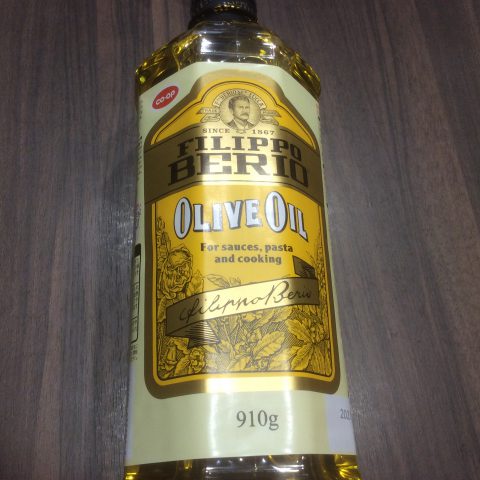 CO·OP
SINCE 1867
FILIPPO
BERIO
OLIVE OIL
For sauces, pasta
and cooking
Filippo Berio
910g